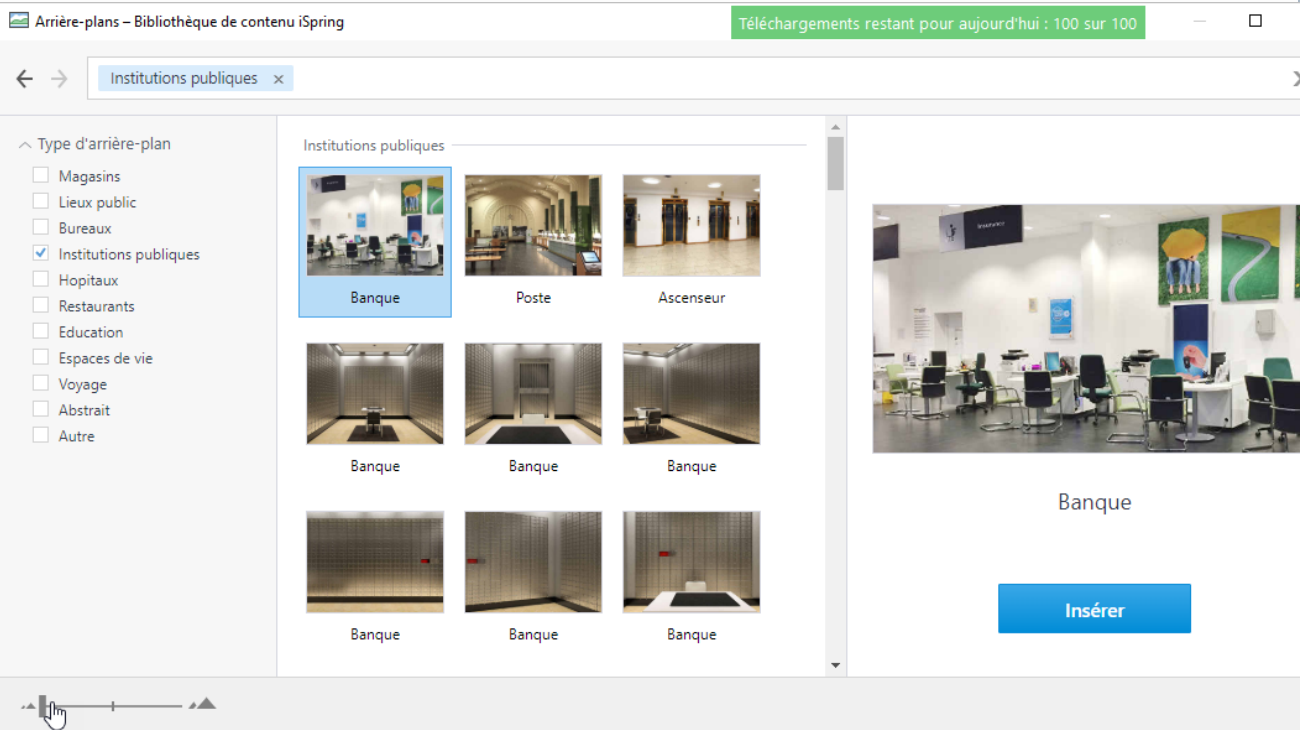 Arrière-plans – Bibliothèque de contenu iSpring
Téléchargements restant pour aujourd'hui : 100 sur 100
Institutions publiques ×
Type d'arrière-plan
Magasins
Lieux public
Bureaux
Institutions publiques
Hopitaux
Restaurants
Education
Espaces de vie
Voyage
Abstrait
Autre
Institutions publiques
Banque
Poste
Ascenseur
Banque
Banque
Banque
Banque
Banque
Banque
Insurance
Banque
Insérer